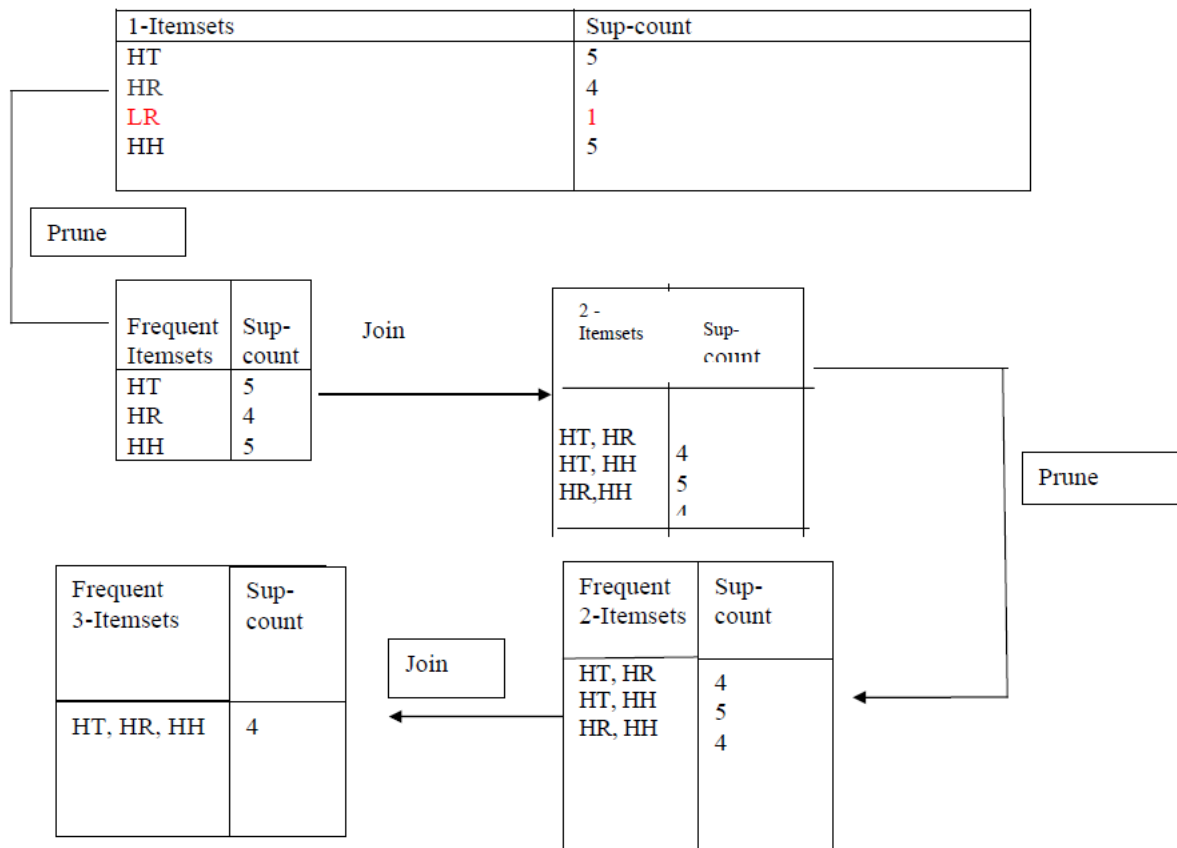 1-Itemsets Sup-count
HT 5
HR 4
LR 1
HH 5
Prune
Frequent Sup-
Itemsets count
HT 5
HR 4
HH 5
Join
2 -
Itemsets Sup-
count
HT, HR 4
HT, HH 5
HR,HH 4
Prune
Frequent Sup-
3-Itemsets count
HT, HR, HH 4
Join
Frequent Sup-
2-Itemsets count
HT, HR 4
HT, HH 5
HR, HH 4